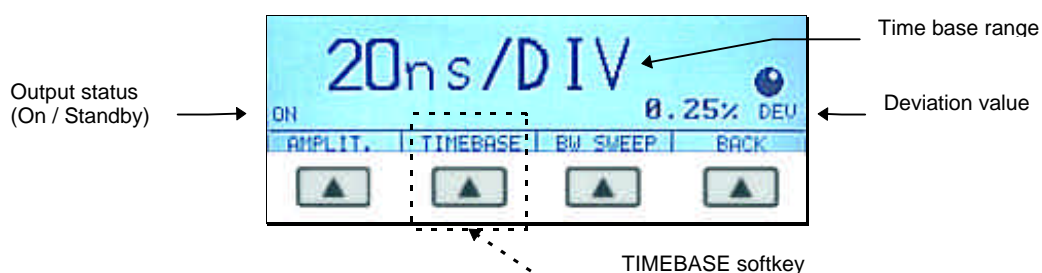 Time base range
20ns/DIV
Output status
(On / Standby)
ON
0.25% DEV
Deviation value
AMPLIT. | TIMEBASE | BW SWEEP | BACK
TIMEBASE softkey